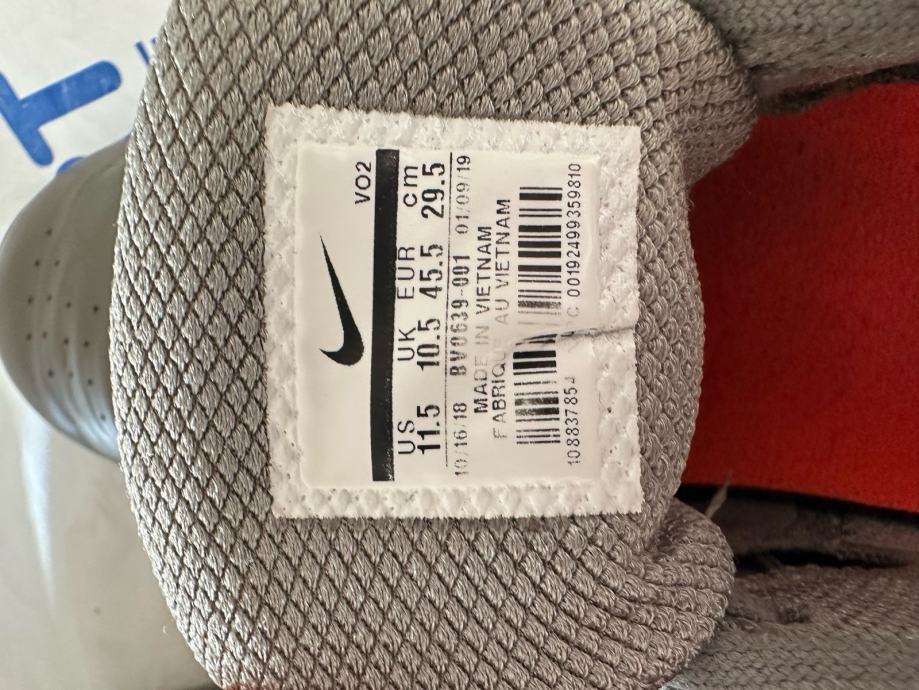 VO2
US UK EUR cm
11.5 10.5 45.5 29.5
10/16/18 BV0639-001 01/09/19
MADE IN VIETNAM
FABRIQUÉ AU VIETNAM
108837854 C 00192499359810